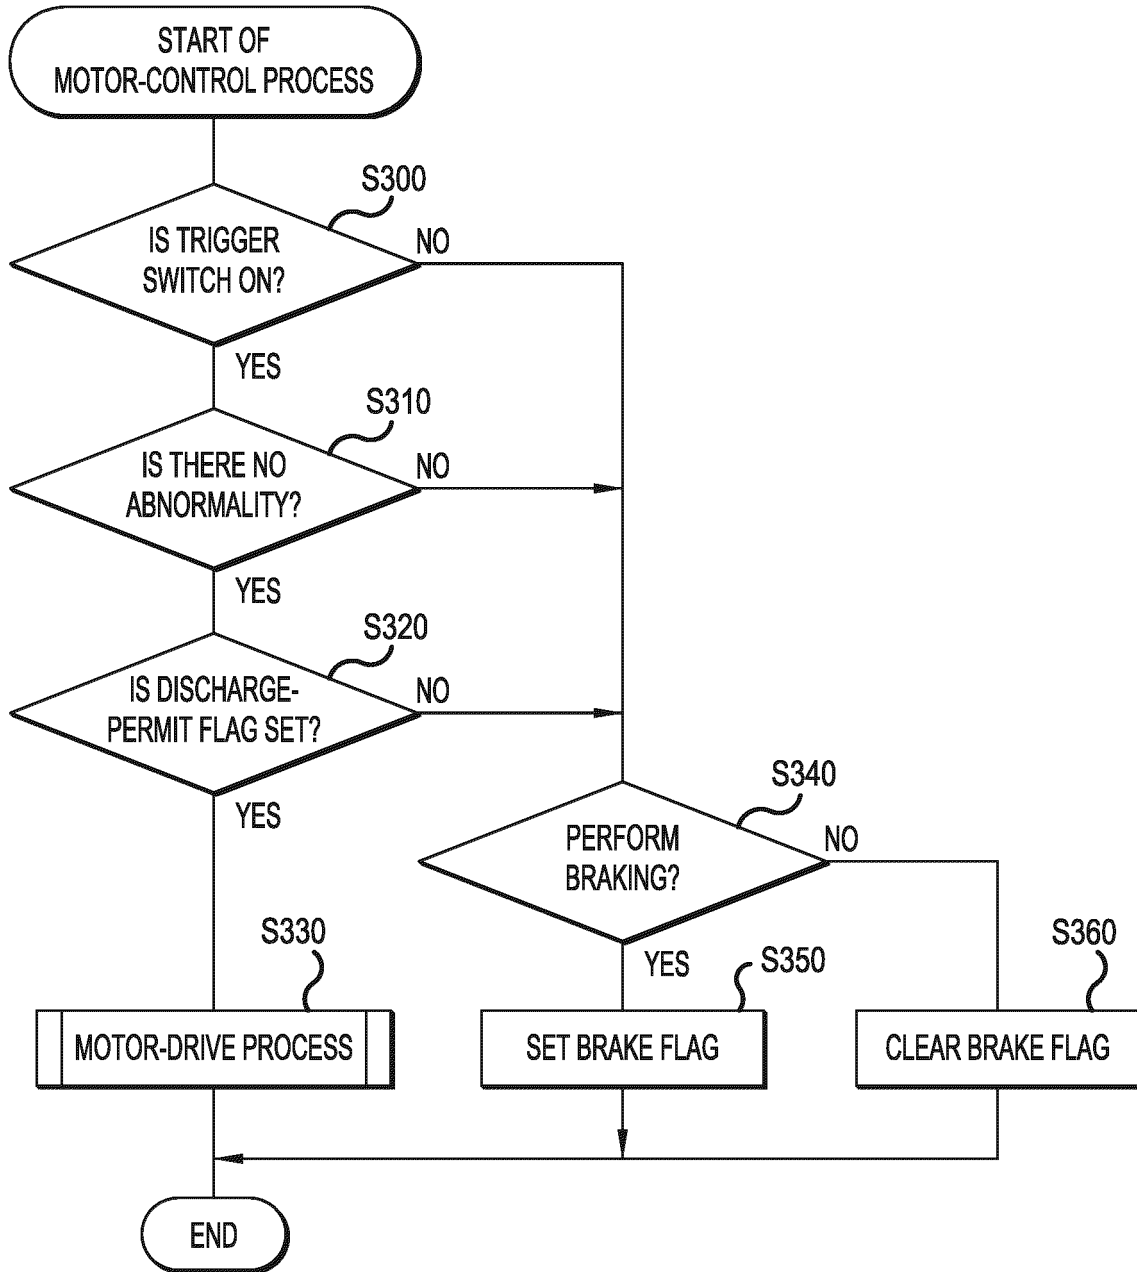 START OF
MOTOR-CONTROL PROCESS
S300
IS TRIGGER
SWITCH ON?
NO
YES
S310
IS THERE NO
ABNORMALITY?
NO
YES
S320
IS DISCHARGE-
PERMIT FLAG SET?
NO
YES
S340
PERFORM
BRAKING?
NO
YES
S330
MOTOR-DRIVE PROCESS
S350
SET BRAKE FLAG
S360
CLEAR BRAKE FLAG
END